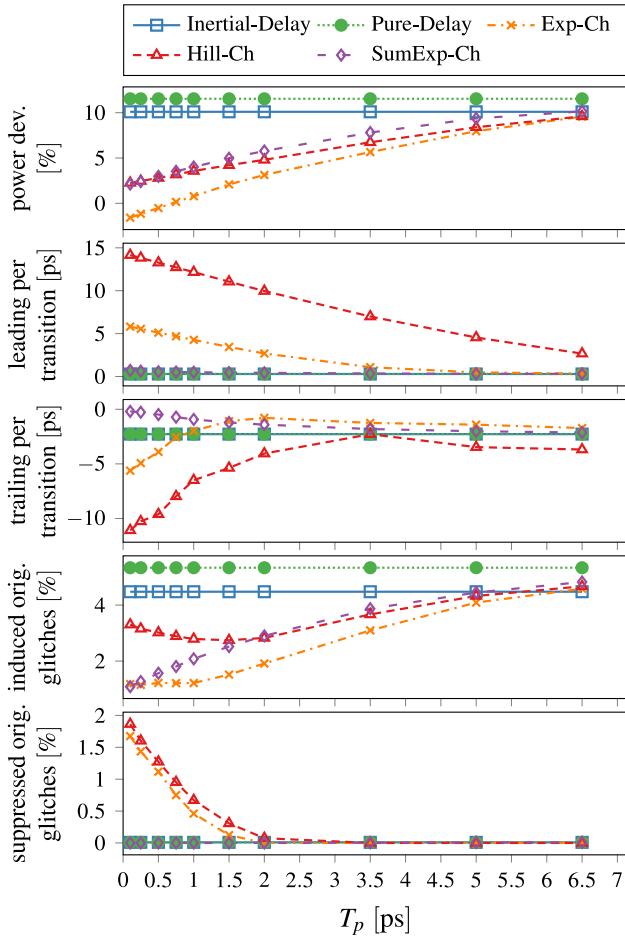 Inertial-Delay Pure-Delay Exp-Ch
Hill-Ch SumExp-Ch
power dev.
[%]
10
5
0
leading per
transition [ps]
15
10
5
0
trailing per
transition [ps]
0
−5
−10
induced orig.
glitches [%]
4
2
suppressed orig.
glitches [%]
2
1.5
1
0.5
0
0 0.5 1 1.5 2 2.5 3 3.5 4 4.5 5 5.5 6 6.5 7
T_p [ps]